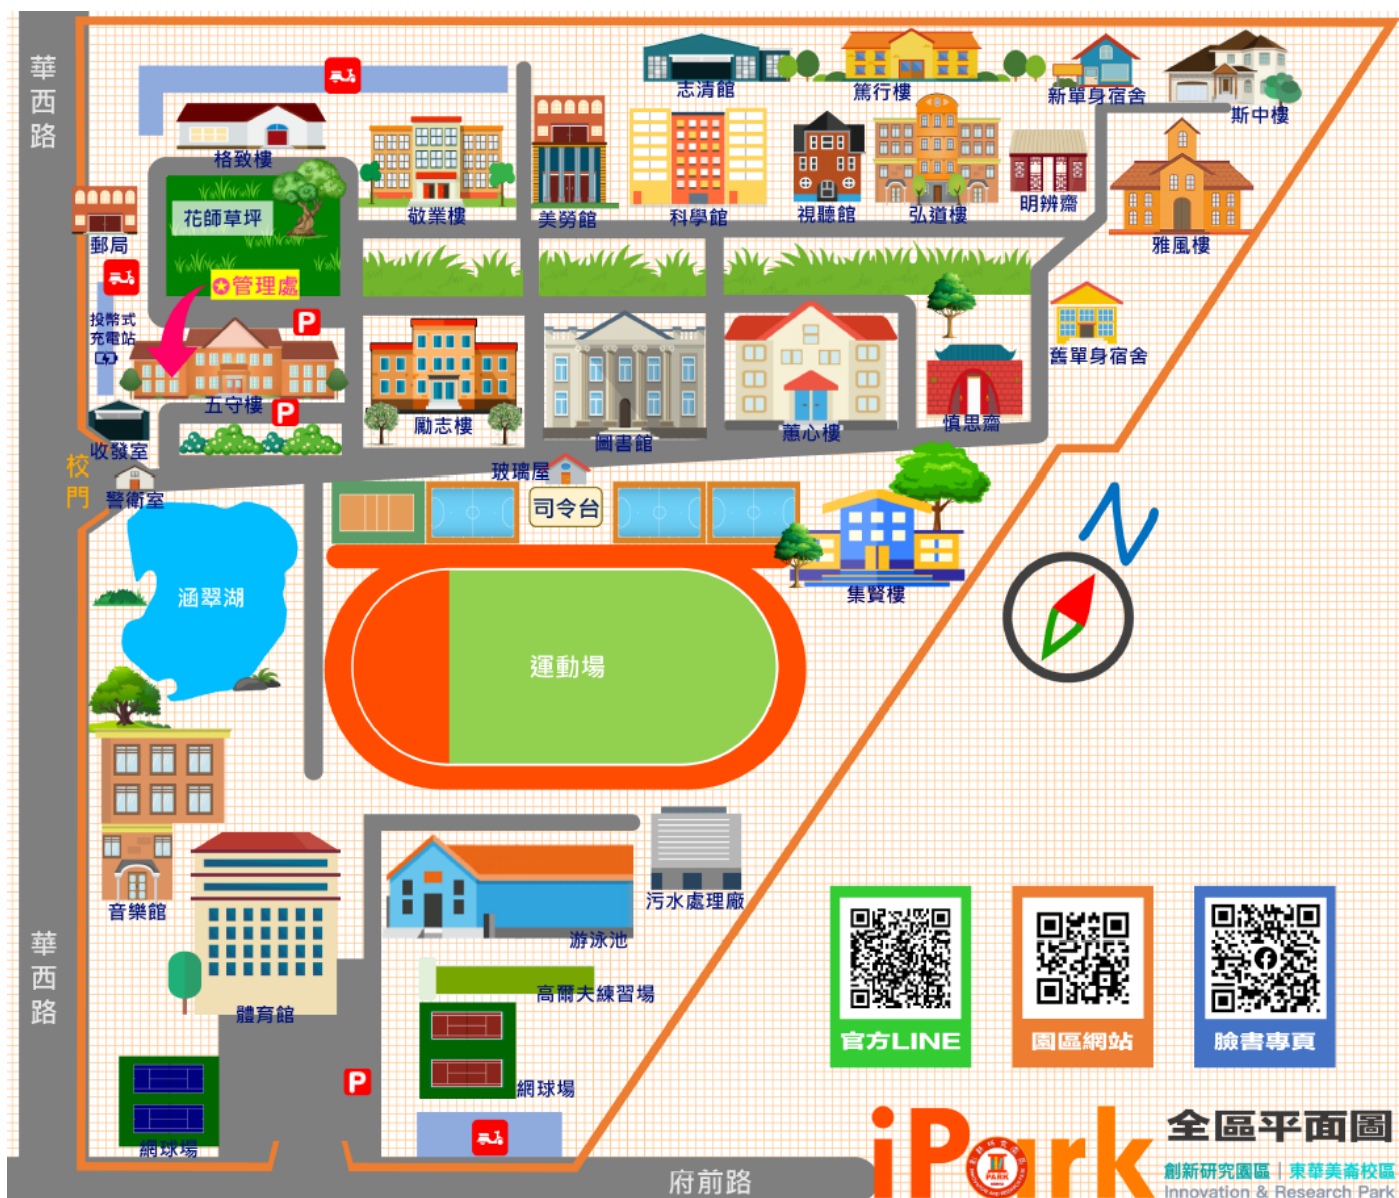 華西路
志清館
篤行樓
新單身宿舍
斯中樓
格致樓
花師草坪
敬業樓
美勞館
科學館
視聽館
弘道樓
明辨齋
雅風樓
郵局
管理處
P
投幣式
充電站
五守樓
P
勵志樓
圖書館
蕙心樓
慎思齋
舊單身宿舍
收發室
校門
警衛室
玻璃屋
司令台
N
集賢樓
涵翠湖
運動場
音樂館
華西路
體育館
游泳池
污水處理廠
高爾夫練習場
網球場
P
網球場
府前路
官方LINE
園區網站
臉書專頁
iPark
全區平面圖
創新研究園區｜東華美崙校區
Innovation & Research Park